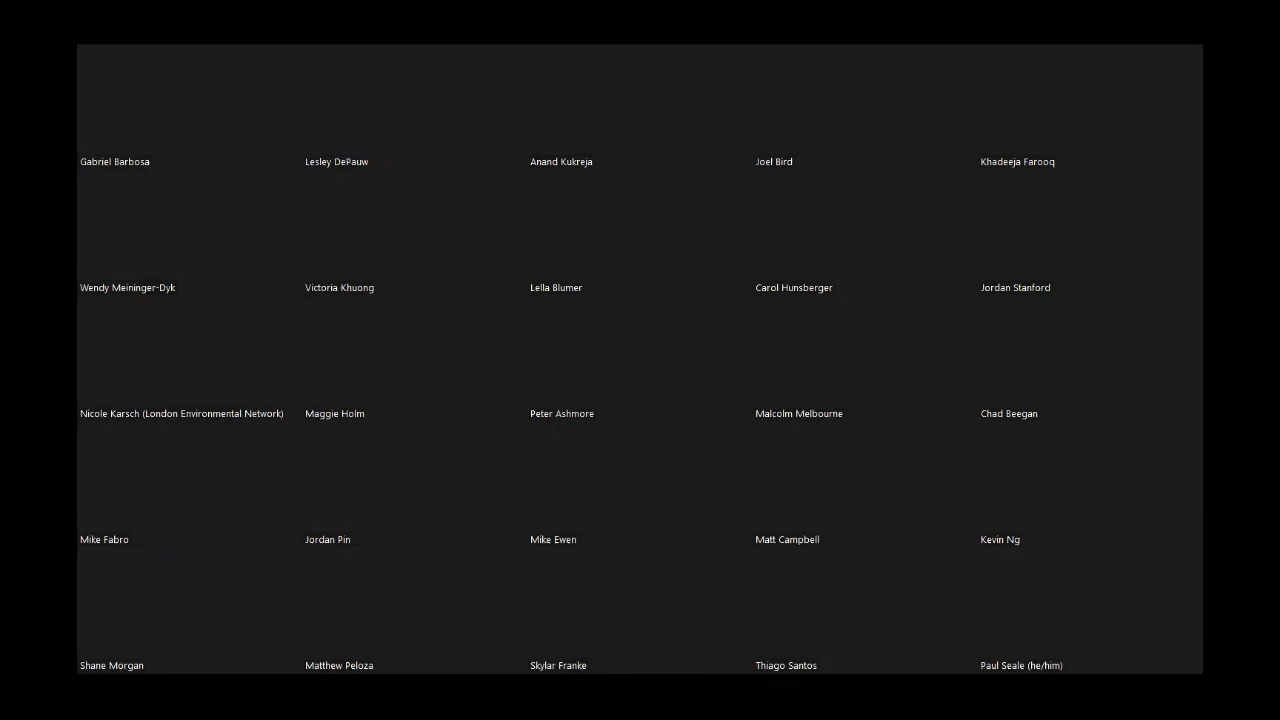 Gabriel Barbosa
Lesley DePauw
Anand Kukreja
Joel Bird
Khadeeja Farooq
Wendy Meininger-Dyk
Victoria Khuong
Lella Blumer
Carol Hunsberger
Jordan Stanford
Nicole Karsch (London Environmental Network)
Maggie Holm
Peter Ashmore
Malcolm Melbourne
Chad Beegan
Mike Fabro
Jordan Pin
Mike Ewen
Matt Campbell
Kevin Ng
Shane Morgan
Matthew Peloza
Skylar Franke
Thiago Santos
Paul Seale (he/him)